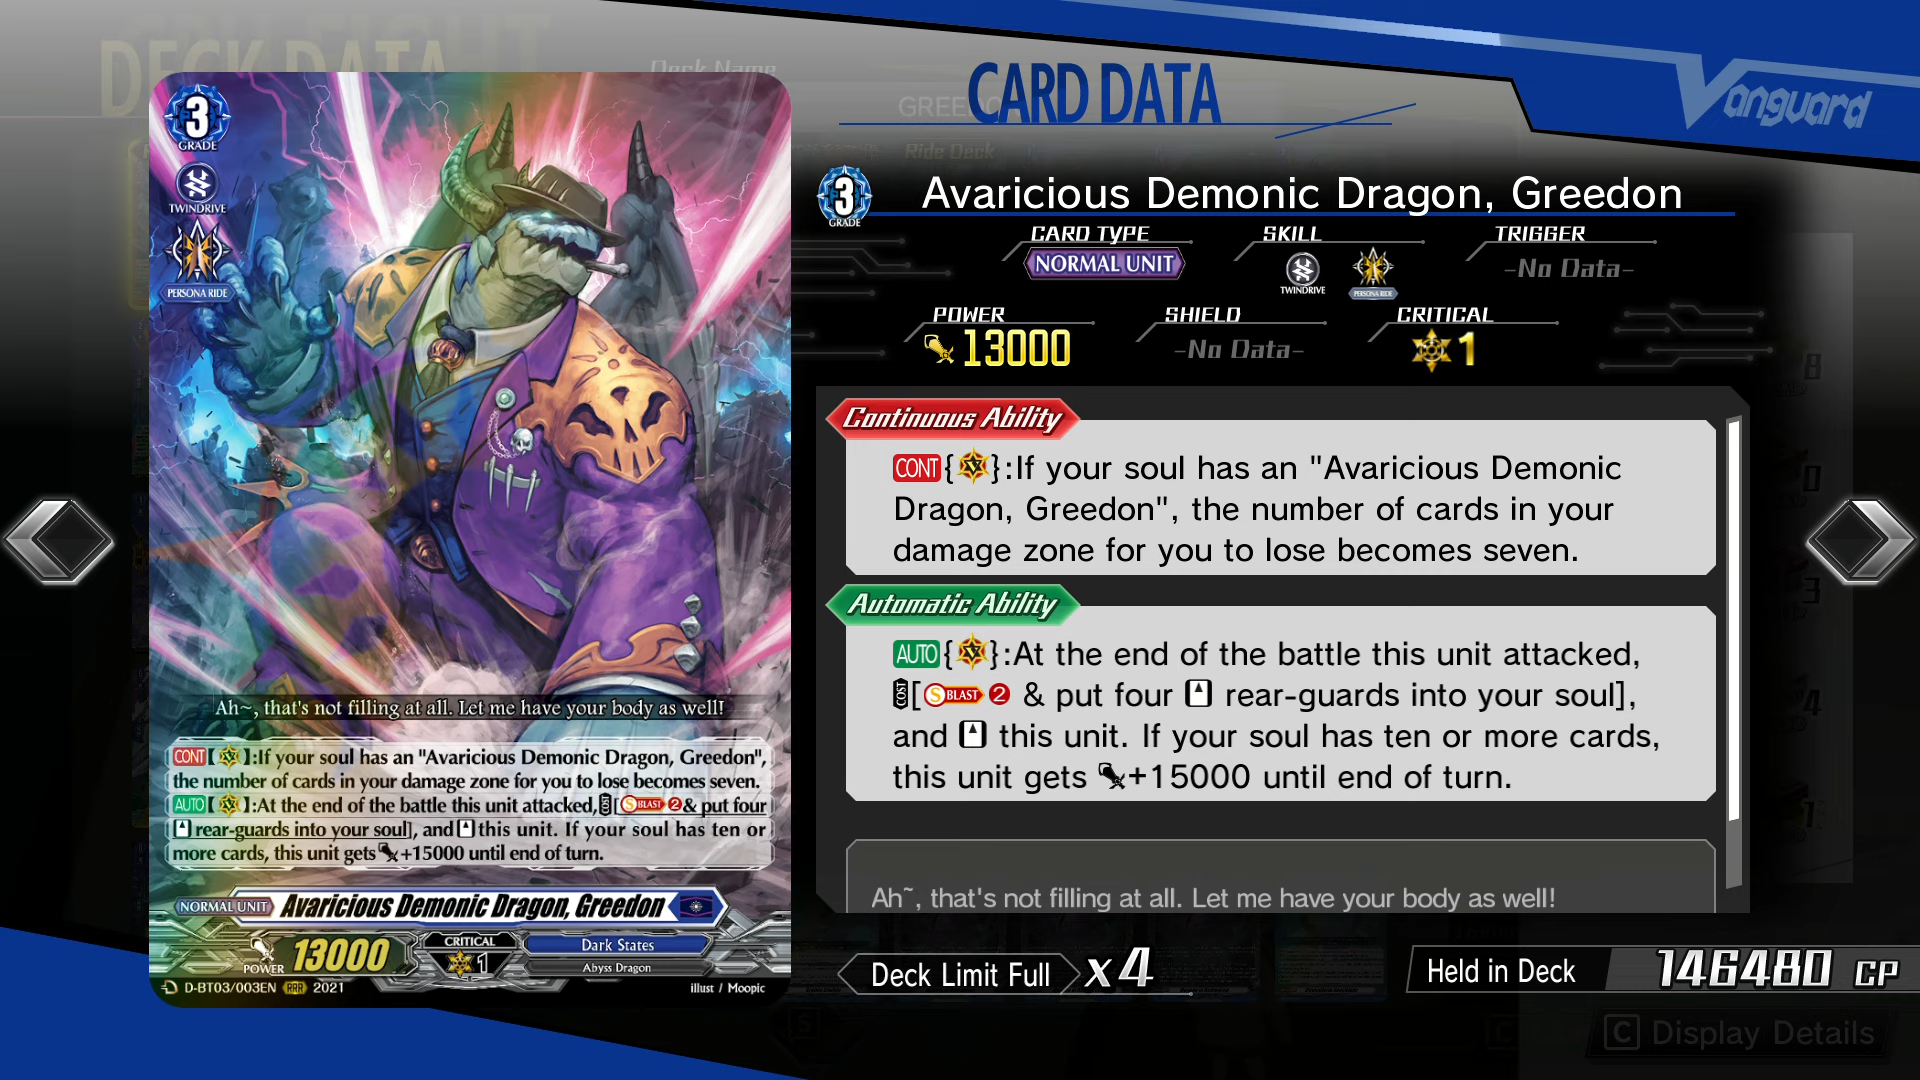 DECK DATA
Deck Name
CARD DATA
Vanguard
GREEDO
Ride Deck
3
GRADE
TWINDRIVE
PERSONA RIDE
Ah~, that's not filling at all. Let me have your body as well!
CONT【】:If your soul has an "Avaricious Demonic Dragon, Greedon",
the number of cards in your damage zone for you to lose becomes seven.
AUTO【】:At the end of the battle this unit attacked, COST [S BLAST 2 & put four
rear-guards into your soul], and this unit. If your soul has ten or
more cards, this unit gets +15000 until end of turn.
NORMAL UNIT Avaricious Demonic Dragon, Greedon
POWER 13000 CRITICAL 1 Dark States
Abyss Dragon
D-BT03/003EN RRR 2021 illust / Moopic
3
GRADE
Avaricious Demonic Dragon, Greedon
CARD TYPE SKILL TRIGGER
NORMAL UNIT TWINDRIVE PERSONA RIDE -No Data-
POWER SHIELD CRITICAL
13000 -No Data- 1
Continuous Ability
CONT{}:If your soul has an "Avaricious Demonic
Dragon, Greedon", the number of cards in your
damage zone for you to lose becomes seven.
Automatic Ability
AUTO{}:At the end of the battle this unit attacked,
COST [S BLAST 2 & put four rear-guards into your soul],
and this unit. If your soul has ten or more cards,
this unit gets +15000 until end of turn.
Ah~, that's not filling at all. Let me have your body as well!
Deck Limit Full x4
Held in Deck 146480 CP
C Display Details